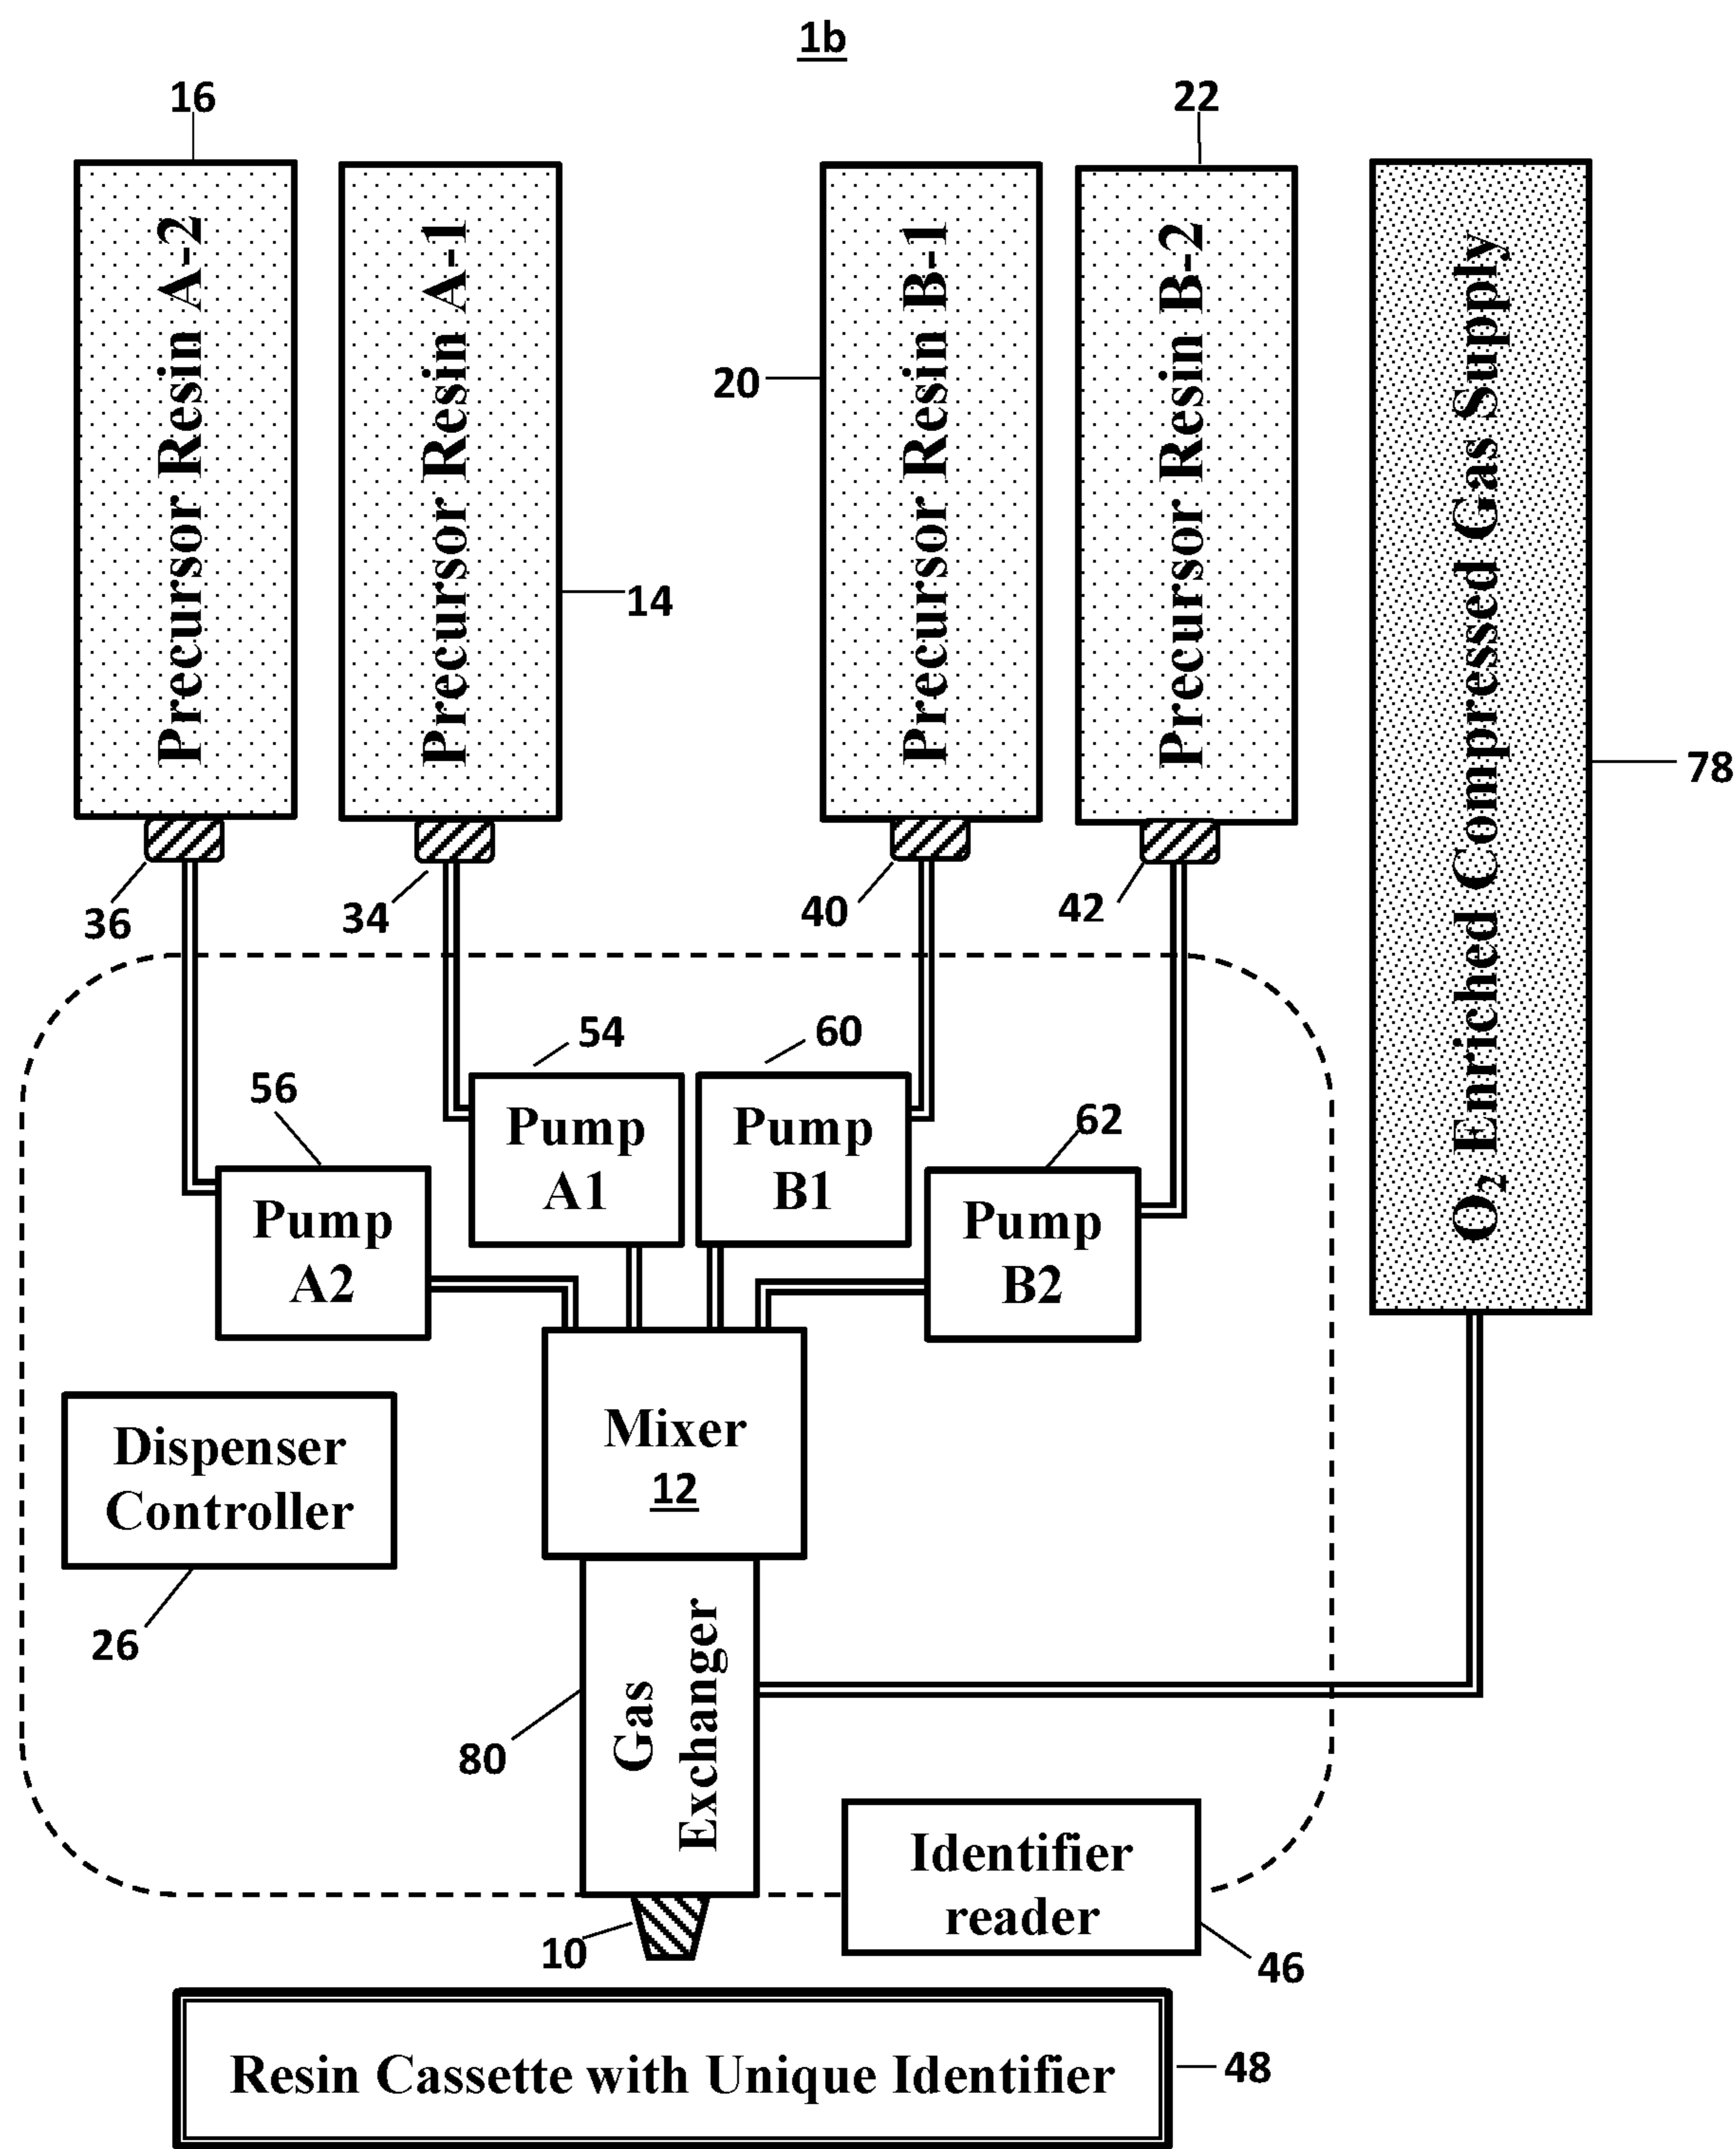 1b
16
22
Precursor Resin A-2
Precursor Resin A-1
Precursor Resin B-1
Precursor Resin B-2
O₂ Enriched Compressed Gas Supply
20
14
78
36
34
40
42
54
60
56
62
Pump
A1
Pump
B1
Pump
A2
Pump
B2
Mixer
12
Dispenser
Controller
26
Gas
Exchanger
80
Identifier
reader
10
46
Resin Cassette with Unique Identifier
48